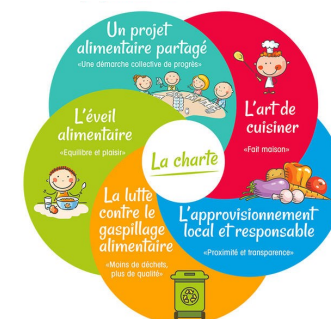 Un projet
alimentaire partagé
«Une démarche collective de progrès»
L'art de
cuisiner
«Fait maison»
L'éveil
alimentaire
«Equilibre et plaisir»
La charte
L'approvisionnement
local et responsable
«Proximité et transparence»
La lutte
contre le
gaspillage
alimentaire
«Moins de déchets,
plus de qualité»